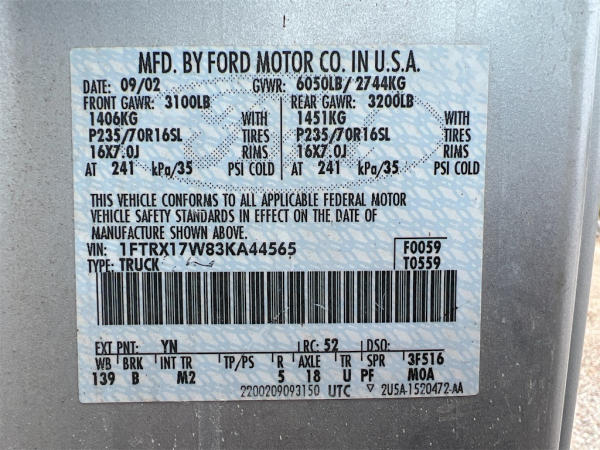 MFD. BY FORD MOTOR CO. IN U.S.A.
DATE: 09/02 GVWR: 6050LB/ 2744KG
FRONT GAWR: 3100LB REAR GAWR: 3200LB
1406KG WITH 1451KG WITH
P235/70R16SL TIRES P235/70R16SL TIRES
16X7.0J RIMS 16X7.0J RIMS
AT 241 kPa/35 PSI COLD AT 241 kPa/35 PSI COLD
THIS VEHICLE CONFORMS TO ALL APPLICABLE FEDERAL MOTOR
VEHICLE SAFETY STANDARDS IN EFFECT ON THE DATE OF
MANUFACTURE SHOWN ABOVE.
VIN: 1FTRX17W83KA44565 F0059
TYPE: TRUCK T0559
EXT PNT: YN RC: 52 DSO:
WB BRK INT TR TP/PS R AXLE TR SPR 3F516
139 B M2 5 18 U PF MOA
2200209093150 UTC ▽ 2U5A-1520472-AA